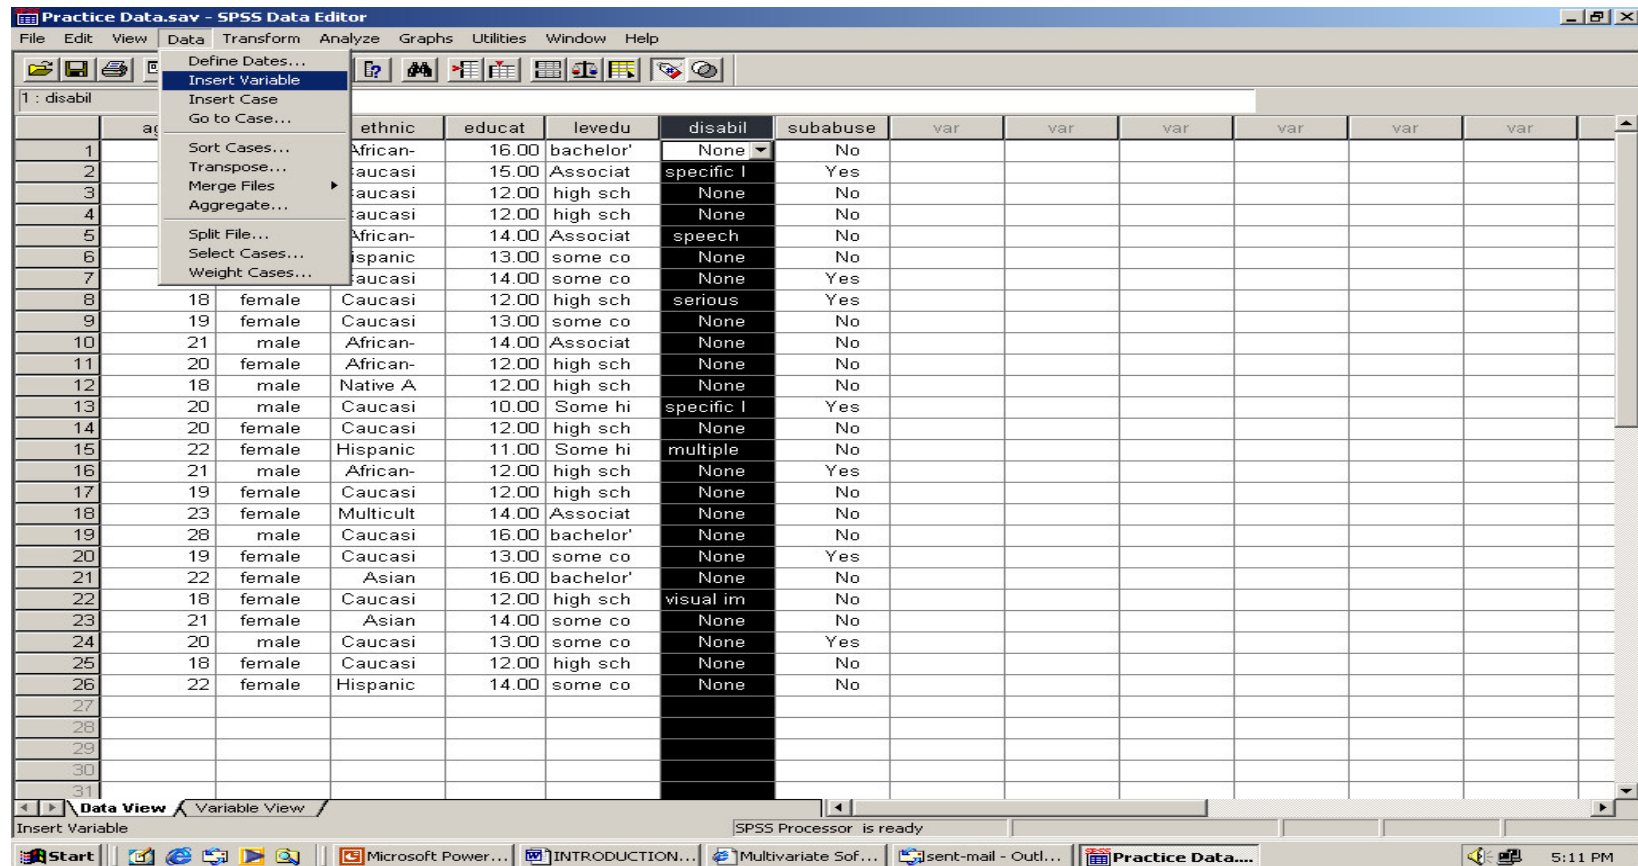 Practice Data.sav - SPSS Data Editor
File Edit View Data Transform Analyze Graphs Utilities Window Help
Define Dates...
Insert Variable
1 : disabil
Insert Case
Go to Case...
ethnic educat levedu disabil subabuse var var var var var var
Sort Cases...
Transpose...
Merge Files
Aggregate...
Split File...
Select Cases...
Weight Cases...
1 African- 16.00 bachelor' None No
2 aucasi 15.00 Associat specific l Yes
3 aucasi 12.00 high sch None No
4 aucasi 12.00 high sch None No
5 African- 14.00 Associat speech No
6 ispanic 13.00 some co None No
7 aucasi 14.00 some co None Yes
8 18 female Caucasi 12.00 high sch serious Yes
9 19 female Caucasi 13.00 some co None No
10 21 male African- 14.00 Associat None No
11 20 female African- 12.00 high sch None No
12 18 male Native A 12.00 high sch None No
13 20 male Caucasi 10.00 Some hi specific l Yes
14 20 female Caucasi 12.00 high sch None No
15 22 female Hispanic 11.00 Some hi multiple No
16 21 male African- 12.00 high sch None Yes
17 19 female Caucasi 12.00 high sch None No
18 23 female Multicult 14.00 Associat None No
19 28 male Caucasi 16.00 bachelor' None No
20 19 female Caucasi 13.00 some co None Yes
21 22 female Asian 16.00 bachelor' None No
22 18 female Caucasi 12.00 high sch visual im No
23 21 female Asian 14.00 some co None No
24 20 male Caucasi 13.00 some co None Yes
25 18 female Caucasi 12.00 high sch None No
26 22 female Hispanic 14.00 some co None No
27
28
29
30
31
Data View Variable View
Insert Variable SPSS Processor is ready
Start Microsoft Power... INTRODUCTION... Multivariate Sof... sent-mail - Outl... Practice Data.... 5:11 PM